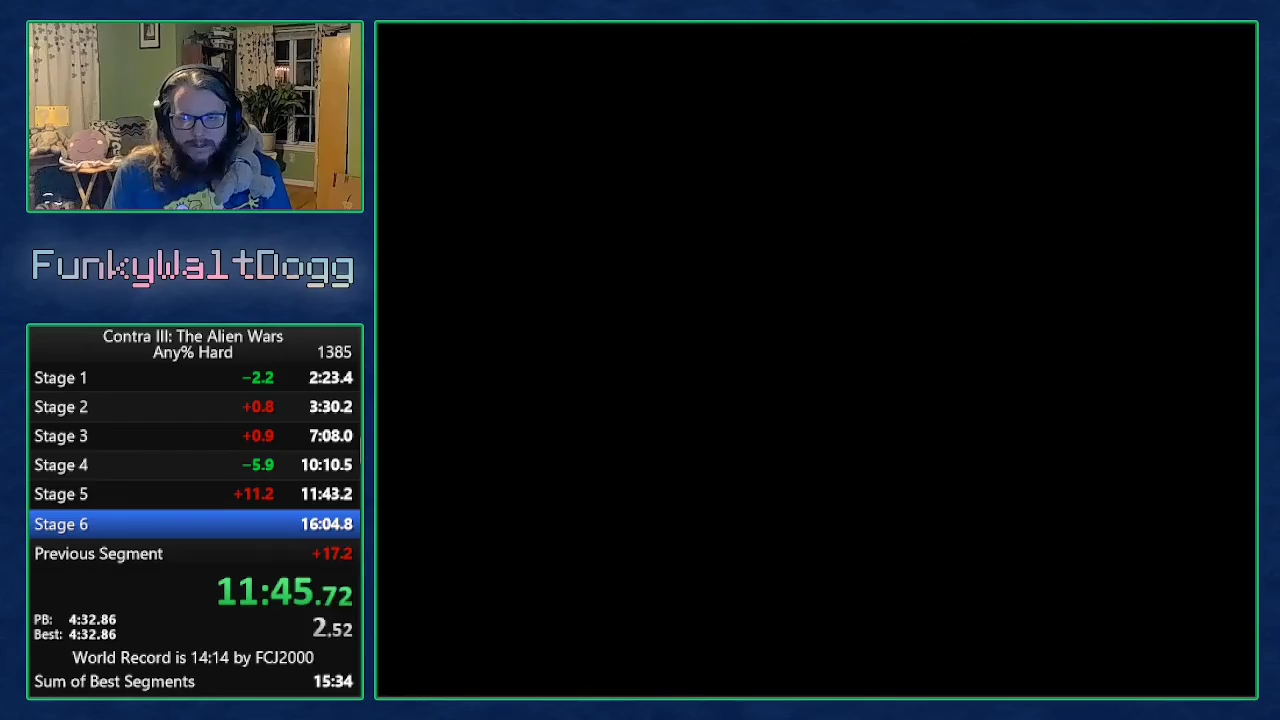 FunkyWaltDogg
Contra III: The Alien Wars
Any% Hard 1385
Stage 1 −2.2 2:23.4
Stage 2 +0.8 3:30.2
Stage 3 +0.9 7:08.0
Stage 4 −5.9 10:10.5
Stage 5 +11.2 11:43.2
Stage 6 16:04.8
Previous Segment +17.2
11:45.72
PB: 4:32.86
Best: 4:32.86
2.52
World Record is 14:14 by FCJ2000
Sum of Best Segments 15:34